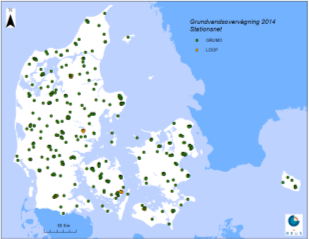 N
Grundvandsovervågning 2014
Stationsnet
GRUMO
LOOP
50 Km
G E U S